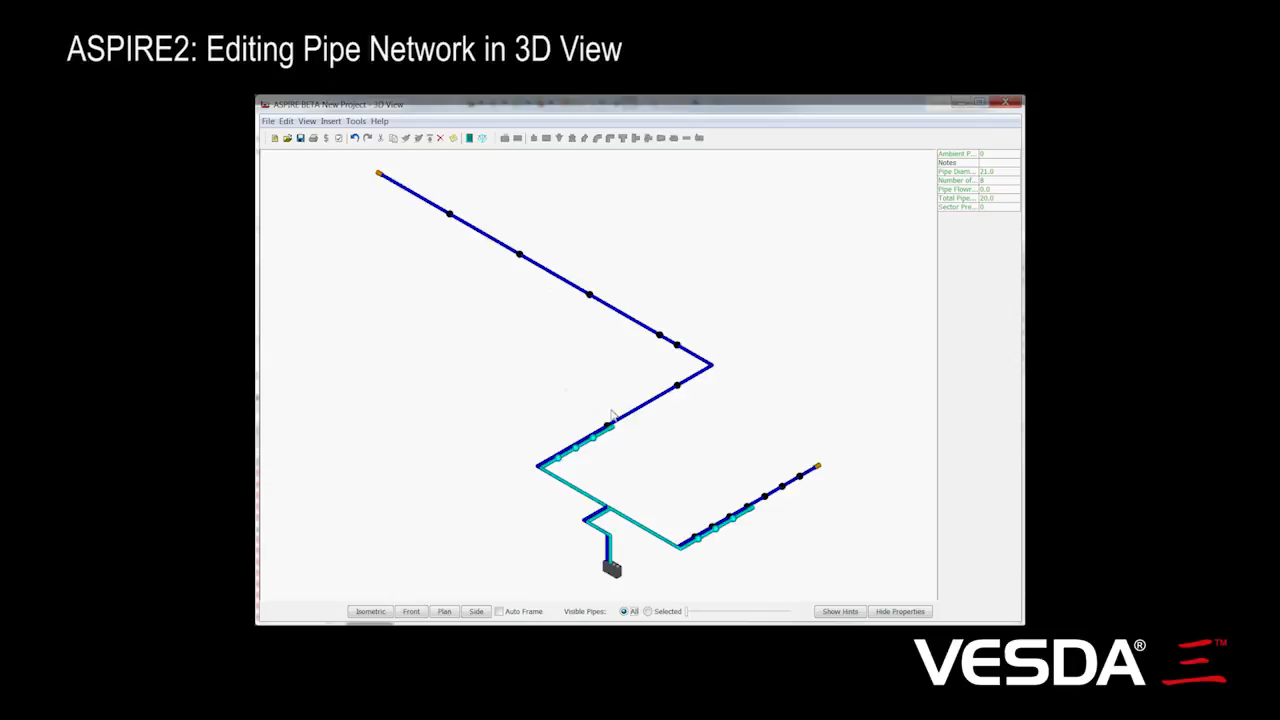 ASPIRE2: Editing Pipe Network in 3D View
ASPIRE BETA New Project - 3D View
File Edit View Insert Tools Help
Ambient P... 0
Notes
Pipe Diam... 21.0
Number of... 8
Pipe Flowr... 0.0
Total Pipe... 20.0
Sector Pre... 0
Isometric Front Plan Side Auto Frame Visible Pipes: All Selected Show Hints Hide Properties
VESDA® TM